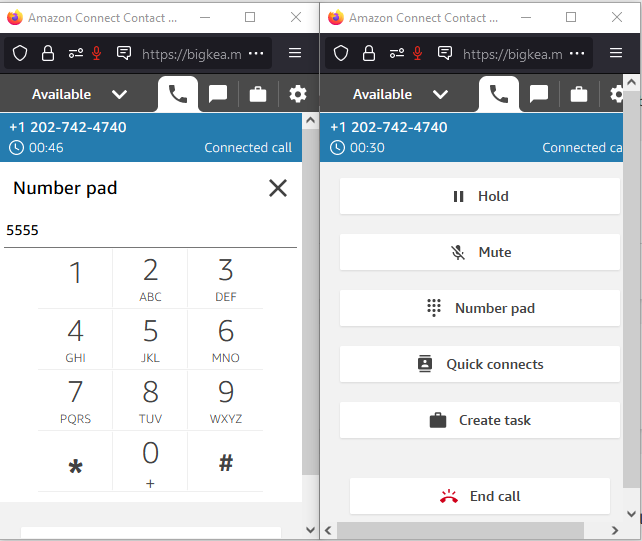 Amazon Connect Contact ...
https://bigkea.m ...
Available
+1 202-742-4740
00:46 Connected call
Number pad
5555
1 2 3
ABC DEF
4 5 6
GHI JKL MNO
7 8 9
PQRS TUV WXYZ
* 0 #
+
Amazon Connect Contact ...
https://bigkea.m ...
Available
+1 202-742-4740
00:30 Connected ca
Hold
Mute
Number pad
Quick connects
Create task
End call